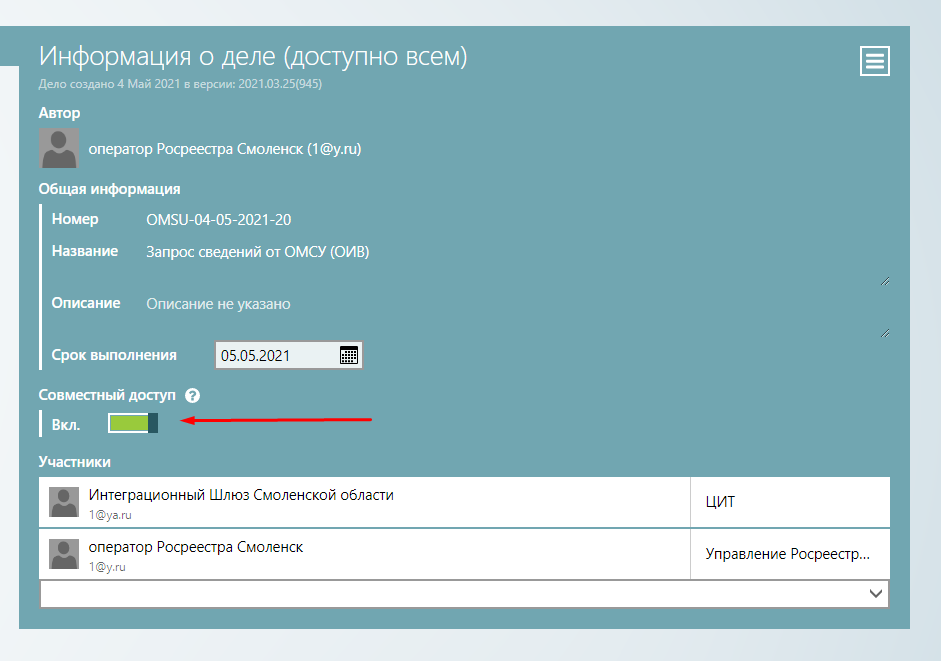 Информация о деле (доступно всем)
Дело создано 4 Май 2021 в версии: 2021.03.25(945)
Автор
оператор Росреестра Смоленск (1@y.ru)
Общая информация
Номер OMSU-04-05-2021-20
Название Запрос сведений от ОМСУ (ОИВ)
Описание Описание не указано
Срок выполнения 05.05.2021
Совместный доступ ?
Вкл.
Участники
Интеграционный Шлюз Смоленской области ЦИТ
1@ya.ru
оператор Росреестра Смоленск Управление Росреестр...
1@y.ru